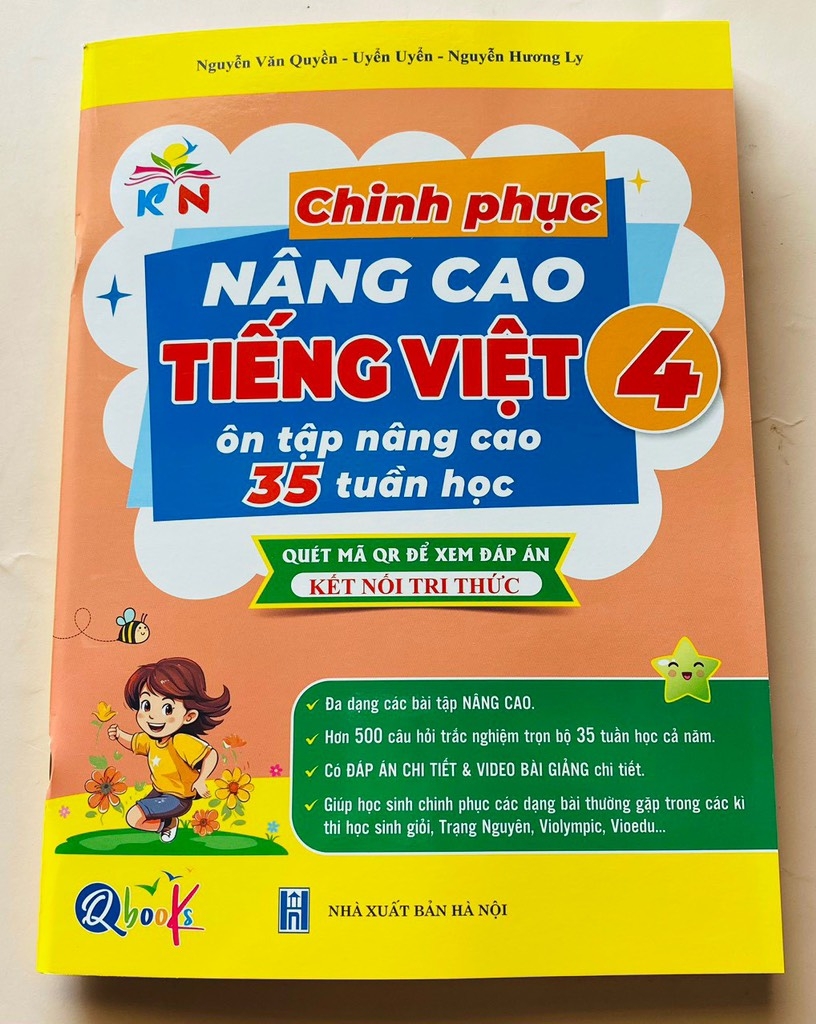 Nguyễn Văn Quyền - Uyển Uyển - Nguyễn Hương Ly
KN
Chinh phục
NÂNG CAO
TIẾNG VIỆT 4
ôn tập nâng cao
35 tuần học
QUÉT MÃ QR ĐỂ XEM ĐÁP ÁN
KẾT NỐI TRI THỨC
Đa dạng các bài tập NÂNG CAO.
Hơn 500 câu hỏi trắc nghiệm trọn bộ 35 tuần học cả năm.
Có ĐÁP ÁN CHI TIẾT & VIDEO BÀI GIẢNG chi tiết.
Giúp học sinh chinh phục các dạng bài thường gặp trong các kì
thi học sinh giỏi, Trạng Nguyên, Violympic, Vioedu...
Qbooks
NHÀ XUẤT BẢN HÀ NỘI